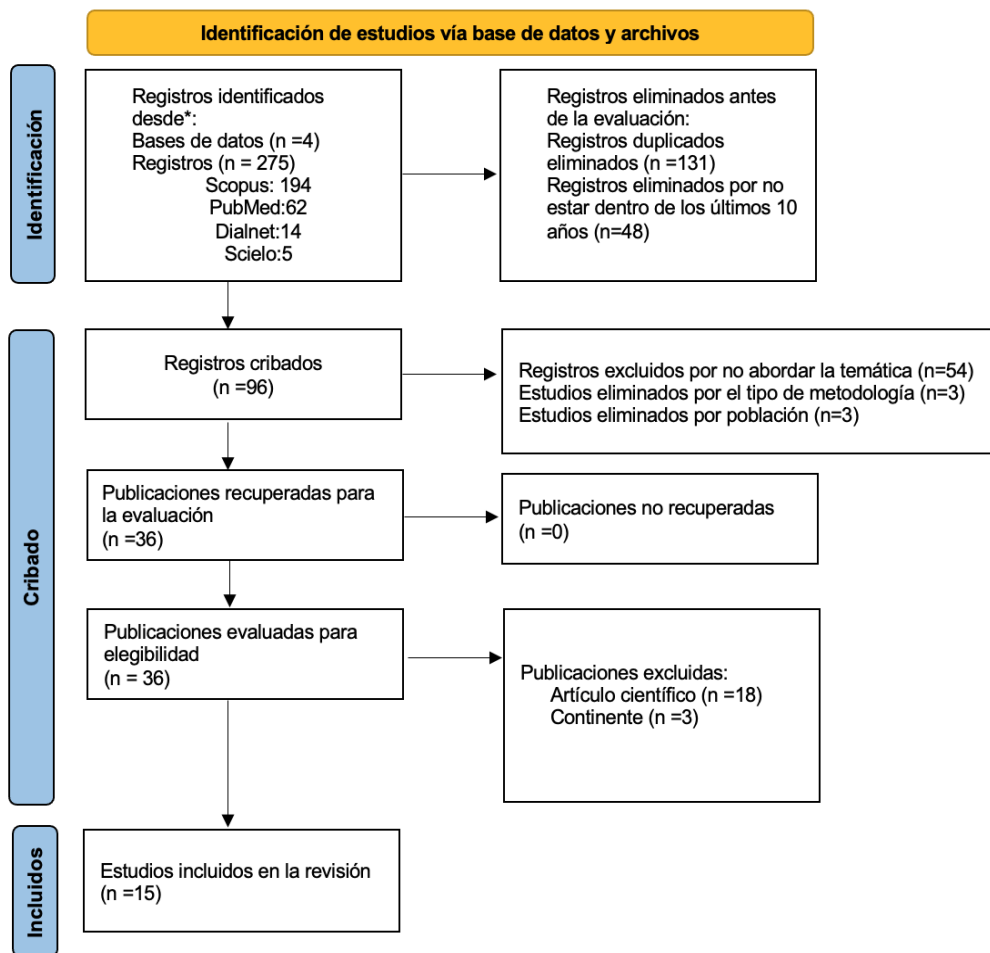 Identificación de estudios vía base de datos y archivos
Identificación
Registros identificados
desde*:
Bases de datos (n =4)
Registros (n = 275)
Scopus: 194
PubMed:62
Dialnet:14
Scielo:5
Registros eliminados antes
de la evaluación:
Registros duplicados
eliminados (n =131)
Registros eliminados por no
estar dentro de los últimos 10
años (n=48)
Cribado
Registros cribados
(n =96)
Registros excluidos por no abordar la temática (n=54)
Estudios eliminados por el tipo de metodología (n=3)
Estudios eliminados por población (n=3)
Publicaciones recuperadas para
la evaluación
(n =36)
Publicaciones no recuperadas
(n =0)
Publicaciones evaluadas para
elegibilidad
(n = 36)
Publicaciones excluidas:
Artículo científico (n =18)
Continente (n =3)
Incluidos
Estudios incluidos en la revisión
(n =15)